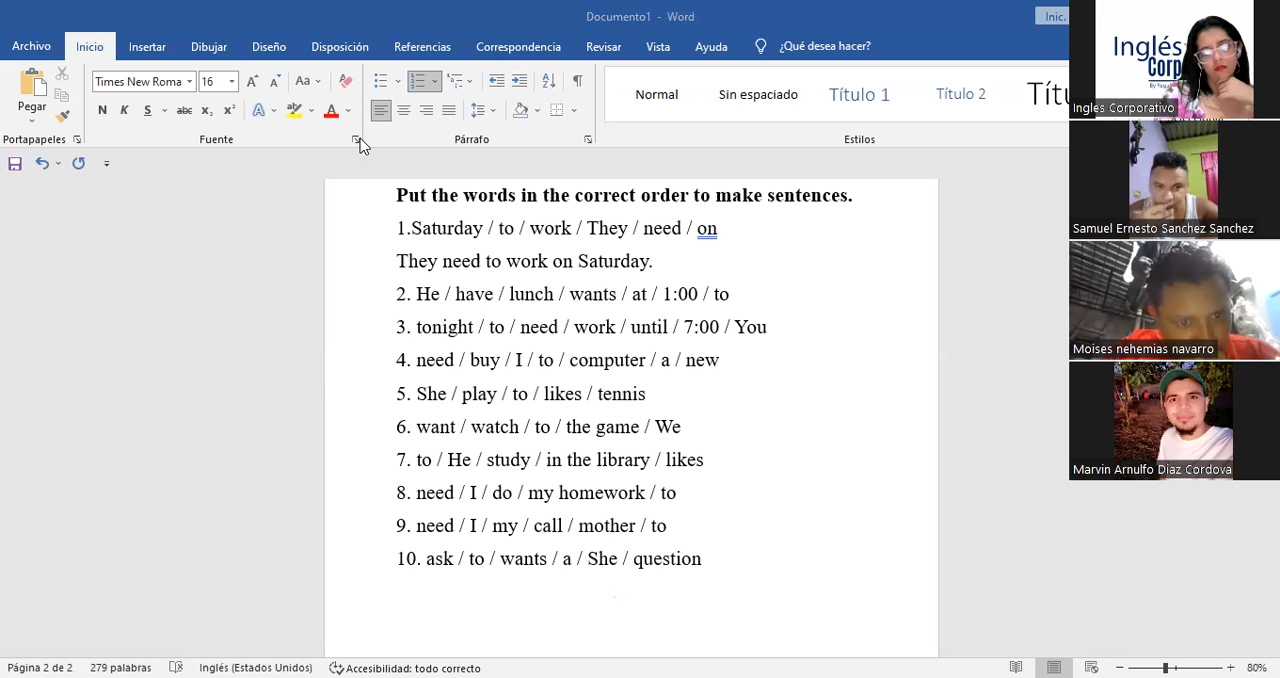 Documento1 - Word
Inic.
Archivo Inicio Insertar Dibujar Diseño Disposición Referencias Correspondencia Revisar Vista Ayuda ¿Qué desea hacer?
Times New Roma 16 Aa
Pegar
N K S abc x₂ x² A A
Normal Sin espaciado Título 1 Título 2
Portapapeles Fuente Párrafo Estilos
Put the words in the correct order to make sentences.
1.Saturday / to / work / They / need / on
They need to work on Saturday.
2. He / have / lunch / wants / at / 1:00 / to
3. tonight / to / need / work / until / 7:00 / You
4. need / buy / I / to / computer / a / new
5. She / play / to / likes / tennis
6. want / watch / to / the game / We
7. to / He / study / in the library / likes
8. need / I / do / my homework / to
9. need / I / my / call / mother / to
10. ask / to / wants / a / She / question
Página 2 de 2 279 palabras Inglés (Estados Unidos) Accesibilidad: todo correcto 80%
Inglés
Corp
Ingles Corporativo
Samuel Ernesto Sanchez Sanchez
Moises nehemias navarro
Marvin Arnulfo Diaz Cordova